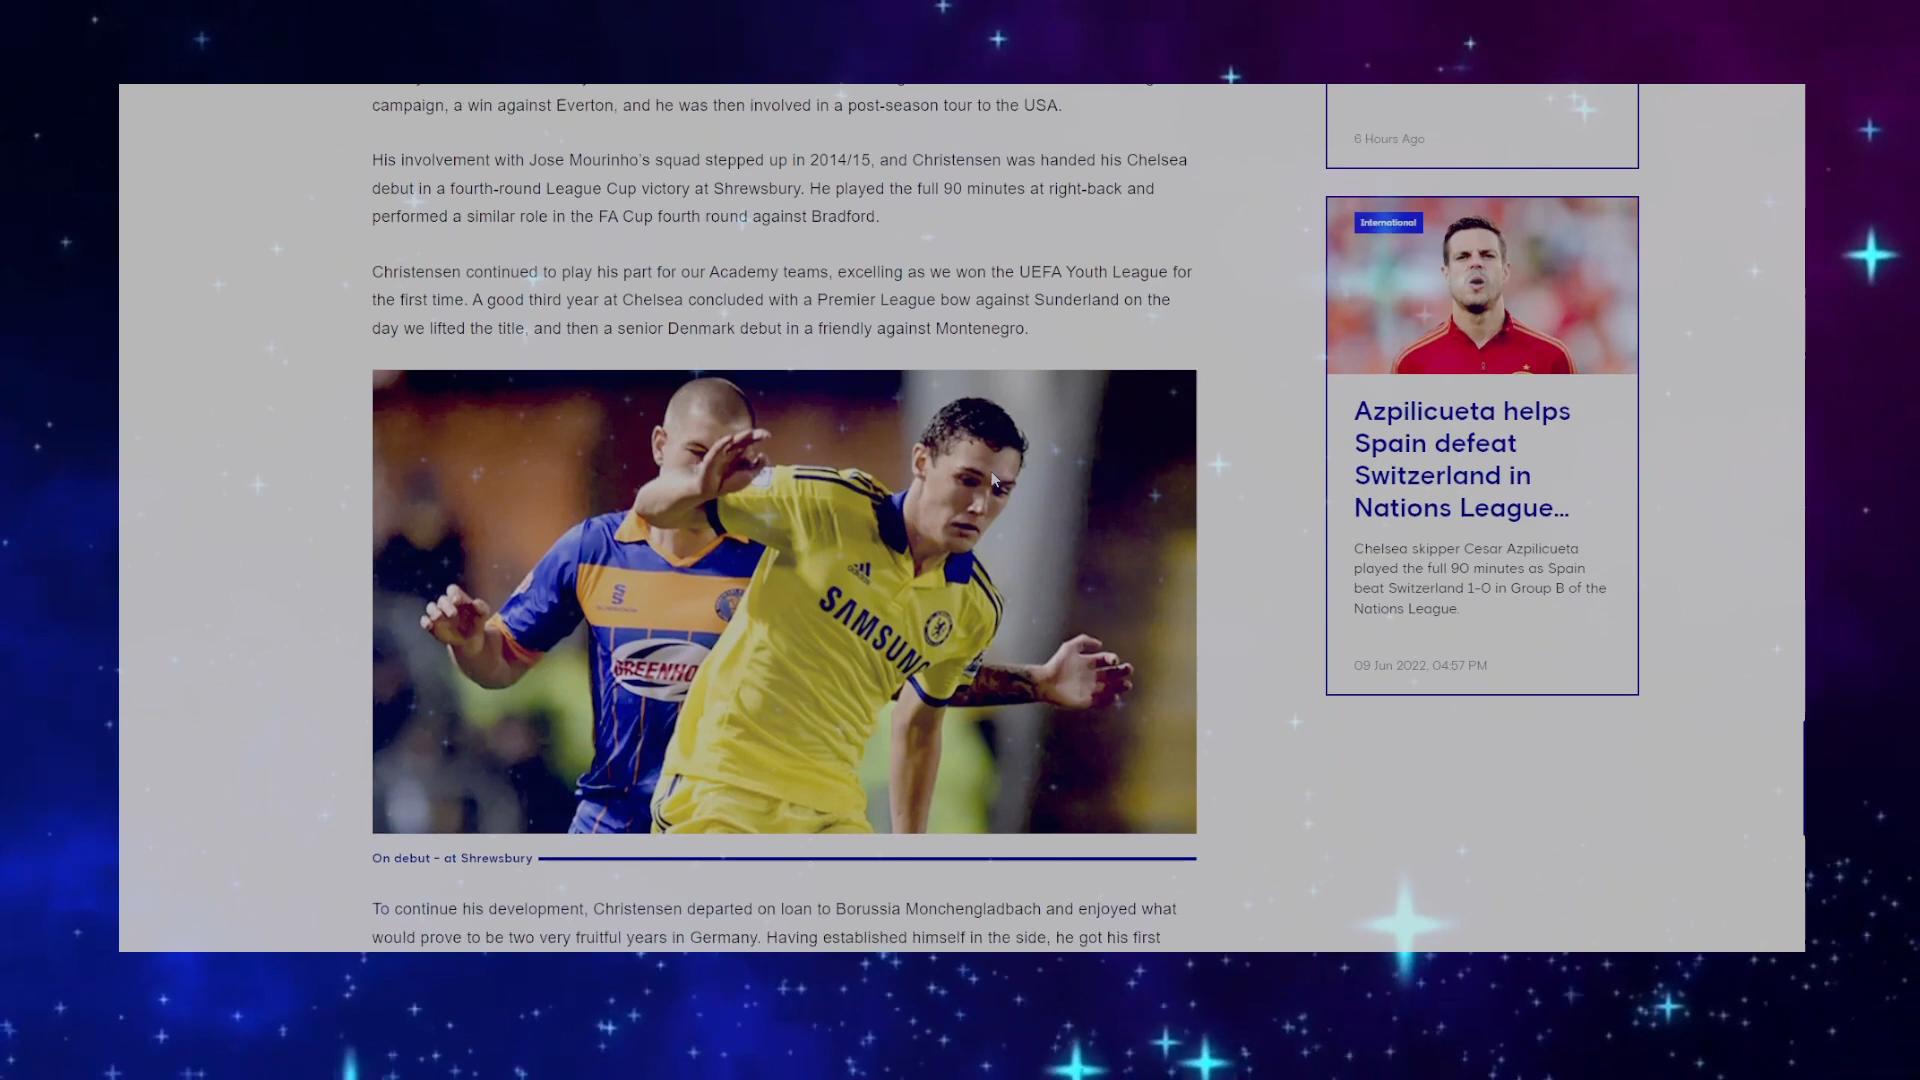 campaign, a win against Everton, and he was then involved in a post-season tour to the USA.
His involvement with Jose Mourinho's squad stepped up in 2014/15, and Christensen was handed his Chelsea
debut in a fourth-round League Cup victory at Shrewsbury. He played the full 90 minutes at right-back and
performed a similar role in the FA Cup fourth round against Bradford.
Christensen continued to play his part for our Academy teams, excelling as we won the UEFA Youth League for
the first time. A good third year at Chelsea concluded with a Premier League bow against Sunderland on the
day we lifted the title, and then a senior Denmark debut in a friendly against Montenegro.
adidas
SAMSUNG
GREENHO
On debut - at Shrewsbury
To continue his development, Christensen departed on loan to Borussia Monchengladbach and enjoyed what
would prove to be two very fruitful years in Germany. Having established himself in the side, he got his first
6 Hours Ago
International
Azpilicueta helps
Spain defeat
Switzerland in
Nations League...
Chelsea skipper Cesar Azpilicueta
played the full 90 minutes as Spain
beat Switzerland 1-0 in Group B of the
Nations League.
09 Jun 2022, 04:57 PM